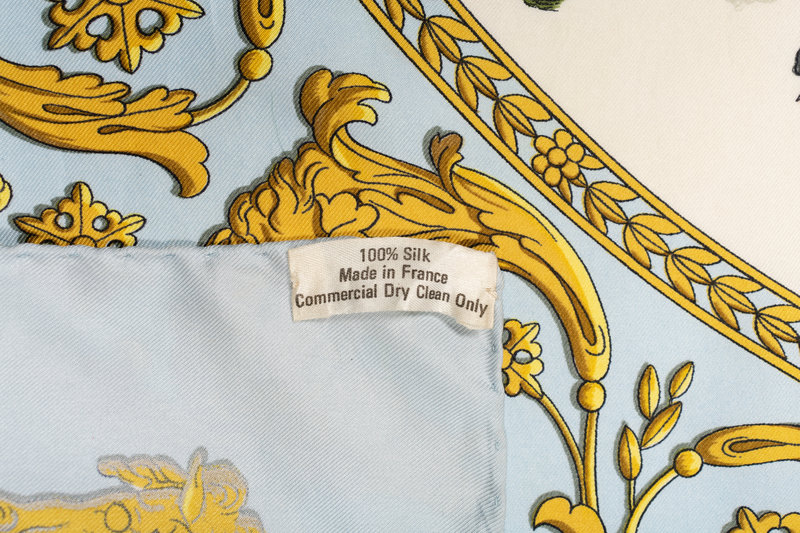 100% Silk
Made in France
Commercial Dry Clean Only